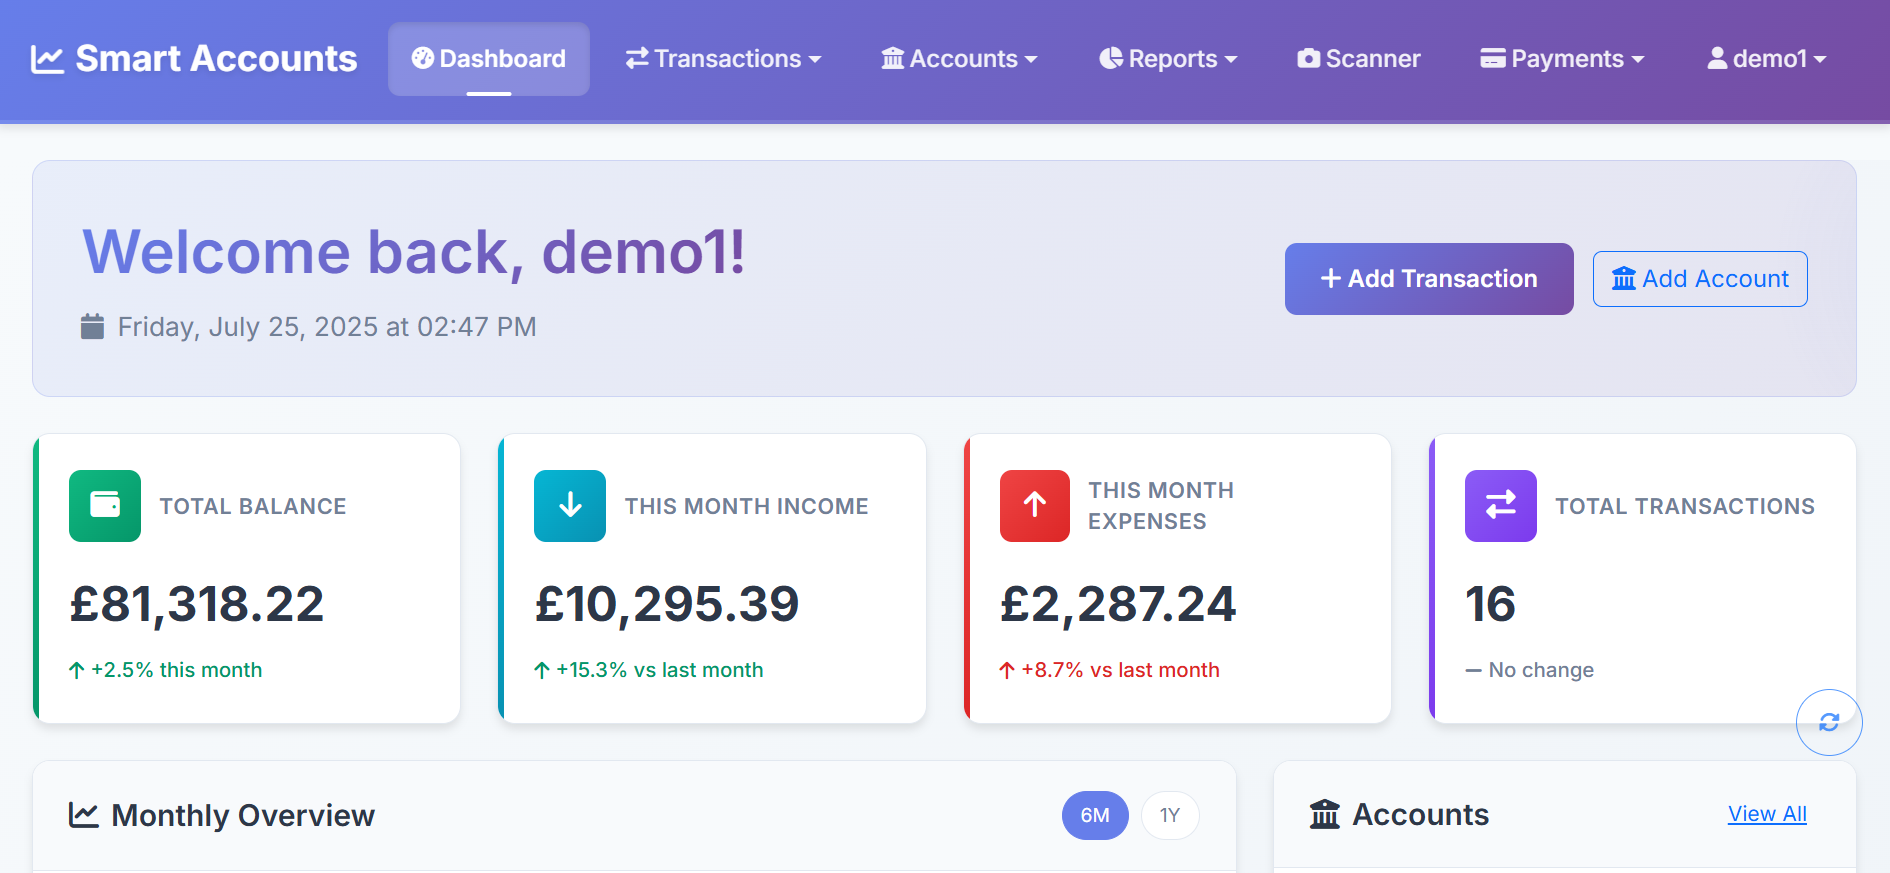 Smart Accounts
Dashboard
Transactions
Accounts
Reports
Scanner
Payments
demo1
Welcome back, demo1!
Friday, July 25, 2025 at 02:47 PM
+ Add Transaction
Add Account
TOTAL BALANCE
£81,318.22
+2.5% this month
THIS MONTH INCOME
£10,295.39
+15.3% vs last month
THIS MONTH
EXPENSES
£2,287.24
+8.7% vs last month
TOTAL TRANSACTIONS
16
No change
Monthly Overview
6M
1Y
Accounts
View All